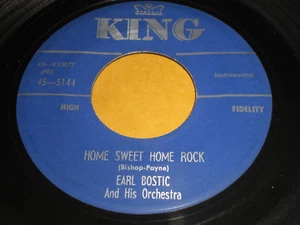 KING
45-5144
Instrumental
HIGH
FIDELITY
HOME SWEET HOME ROCK
(Bishop-Payne)
EARL BOSTIC
And His Orchestra